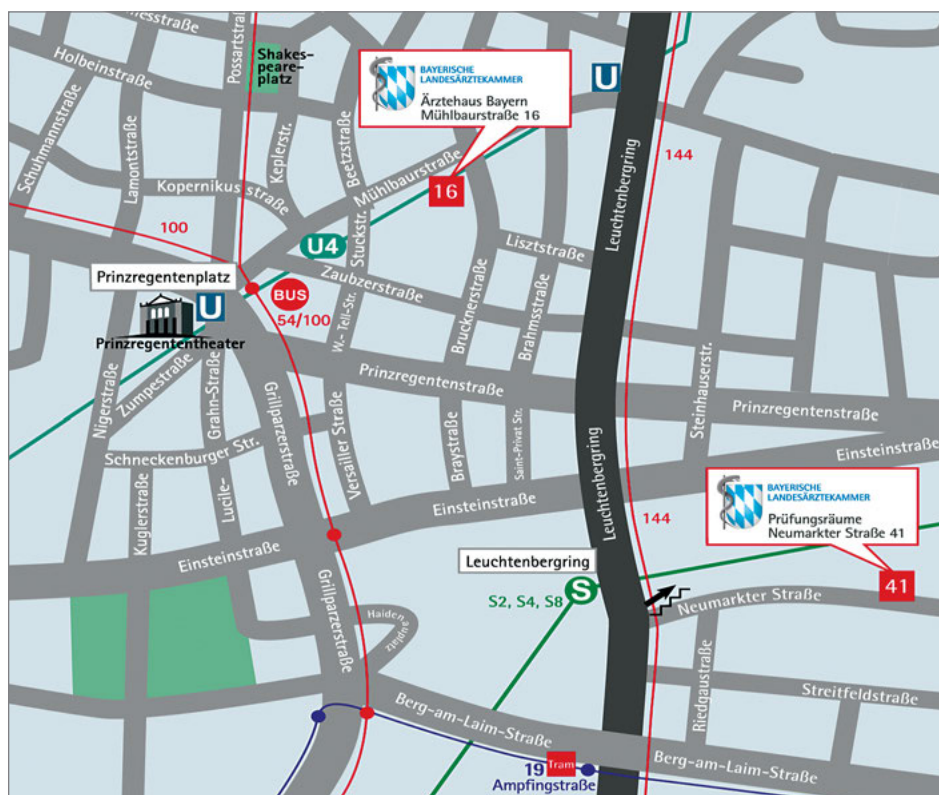 Holbeinstraße
Possartstraße
Shakes-
peare-
platz
BAYERISCHE
LANDESÄRZTEKAMMER
Ärztehaus Bayern
Mühlbaurstraße 16
U
Schuhmannstraße
Lamontstraße
Keplerstr.
Beetzstraße
Mühlbaurstraße
16
Leuchtenbergring
144
Kopernikusstraße
100
U4
Stuckstr.
Lisztstraße
Prinzregentenplatz
U
BUS
54/100
Zaubzerstraße
W.-Tell-Str.
Brucknerstraße
Brahmsstraße
Prinzregententheater
Steinhauserstr.
Nigerstraße
Zumpestraße
Grahn-Straße
Lucile-
Grillparzerstraße
Prinzregentenstraße
Prinzregentenstraße
Schneckenburger Str.
Versailler Straße
Braystraße
Saint-Privat Str.
Einsteinstraße
Kuglerstraße
Einsteinstraße
Leuchtenbergring
144
BAYERISCHE
LANDESÄRZTEKAMMER
Prüfungsräume
Neumarkter Straße 41
Einsteinstraße
Leuchtenbergring
S
S2, S4, S8
41
Neumarkter Straße
Grillparzerstraße
Haiden
auplatz
Riedgaustraße
Streitfeldstraße
Berg-am-Laim-Straße
Berg-am-Laim-Straße
19
Tram
Ampfingstraße